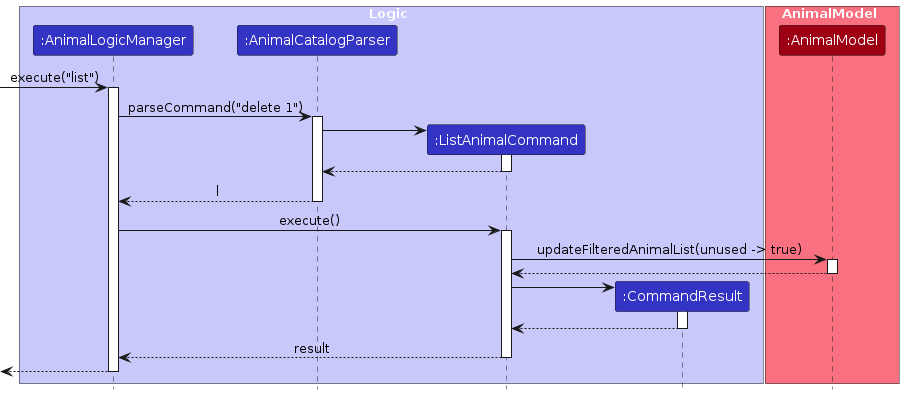 Logic
AnimalModel
:AnimalLogicManager
:AnimalCatalogParser
:AnimalModel
execute("list")
parseCommand("delete 1")
:ListAnimalCommand
l
execute()
updateFilteredAnimalList(unused -> true)
:CommandResult
result